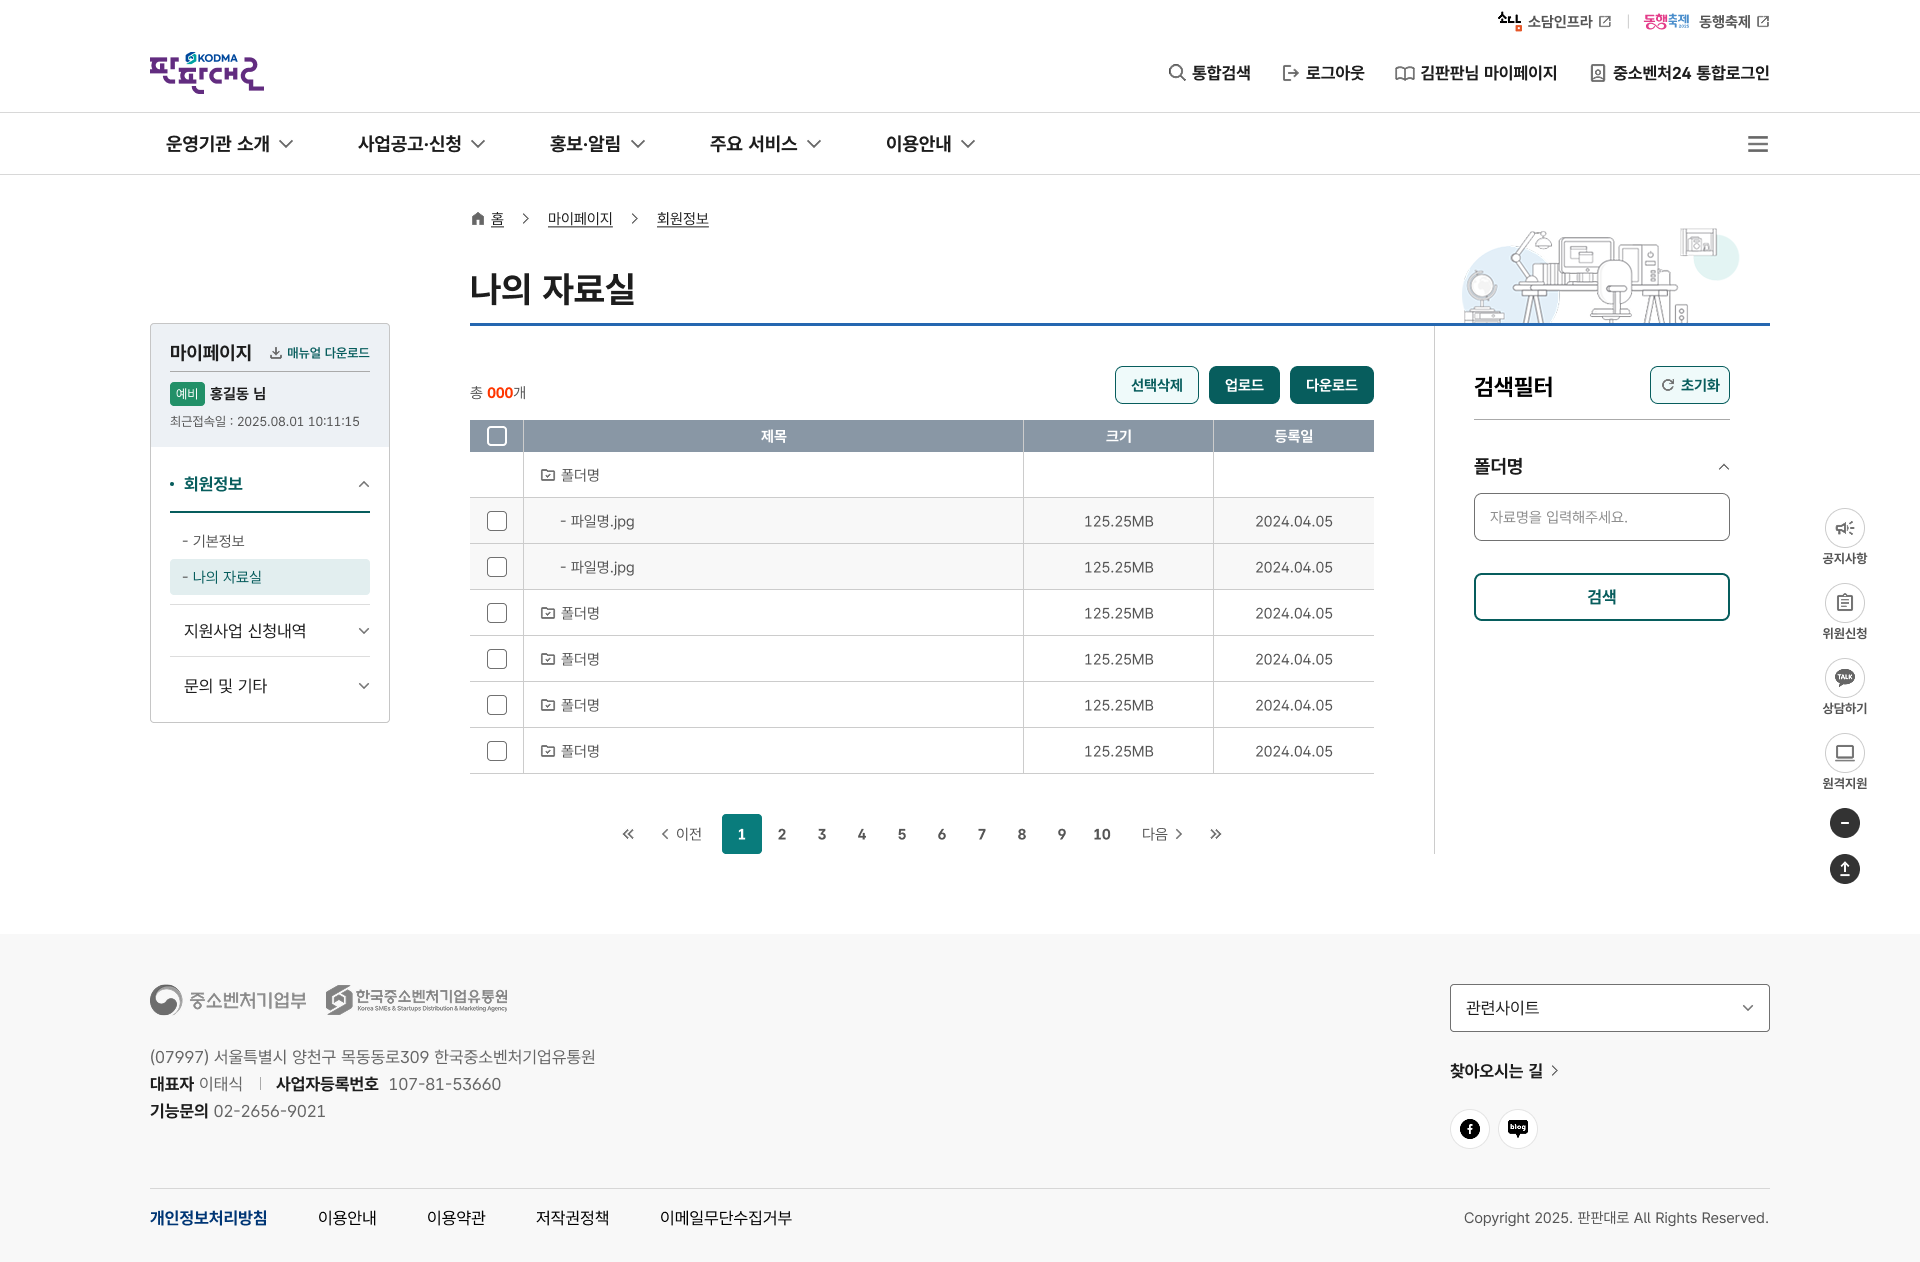 소담 소담인프라
동행축제 2025 동행축제
KODMA
판판대로
통합검색
로그아웃
김판판님 마이페이지
중소벤처24 통합로그인
운영기관 소개
사업공고·신청
홍보·알림
주요 서비스
이용안내
홈
마이페이지
회원정보
나의 자료실
마이페이지
매뉴얼 다운로드
예비 홍길동 님
최근접속일 : 2025.08.01 10:11:15
회원정보
- 기본정보
- 나의 자료실
지원사업 신청내역
문의 및 기타
총 000개
선택삭제
업로드
다운로드
제목 크기 등록일
폴더명
- 파일명.jpg 125.25MB 2024.04.05
- 파일명.jpg 125.25MB 2024.04.05
폴더명 125.25MB 2024.04.05
폴더명 125.25MB 2024.04.05
폴더명 125.25MB 2024.04.05
폴더명 125.25MB 2024.04.05
이전 1 2 3 4 5 6 7 8 9 10 다음
검색필터
초기화
폴더명
자료명을 입력해주세요.
검색
공지사항
위원신청
TALK
상담하기
원격지원
중소벤처기업부
한국중소벤처기업유통원
Korea SMEs & Startups Distribution & Marketing Agency
(07997) 서울특별시 양천구 목동동로309 한국중소벤처기업유통원
대표자 이태식 사업자등록번호 107-81-53660
기능문의 02-2656-9021
관련사이트
찾아오시는 길
blog
개인정보처리방침
이용안내
이용약관
저작권정책
이메일무단수집거부
Copyright 2025. 판판대로 All Rights Reserved.